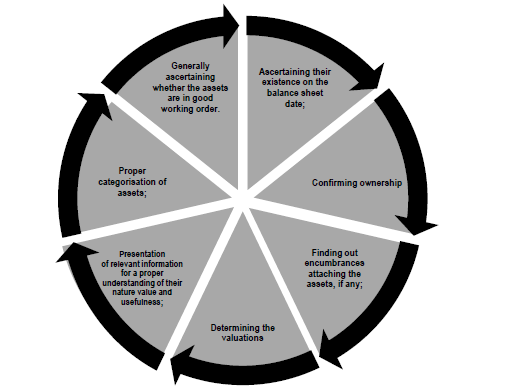 Ascertaining their
existence on the
balance sheet
date;
Confirming ownership
Finding out
encumbrances
attaching the
assets, if any;
Determining the
valuations
Presentation
of relevant information
for a proper
understanding of their
nature value and
usefulness;
Proper
categorisation of
assets;
Generally
ascertaining
whether the assets
are in good
working order.